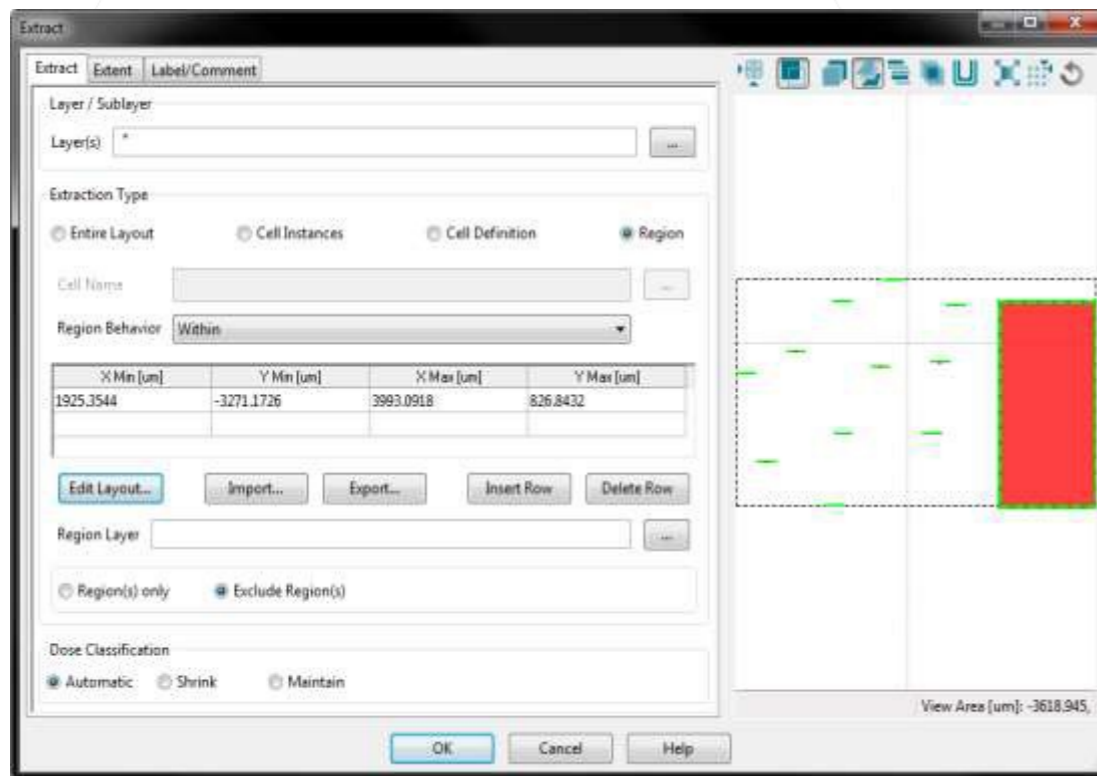 Extract
Extract Extent Label/Comment
Layer / Sublayer
Layer(s) * ...
Extraction Type
Entire Layout Cell Instances Cell Definition Region
Cell Name ...
Region Behavior Within
X Min [um] Y Min [um] X Max [um] Y Max [um]
1925.3544 -3271.1726 3993.0918 826.8432
Edit Layout... Import... Export... Insert Row Delete Row
Region Layer ...
Region(s) only Exclude Region(s)
Dose Classification
Automatic Shrink Maintain
View Area [um]: -3618.945,
OK Cancel Help